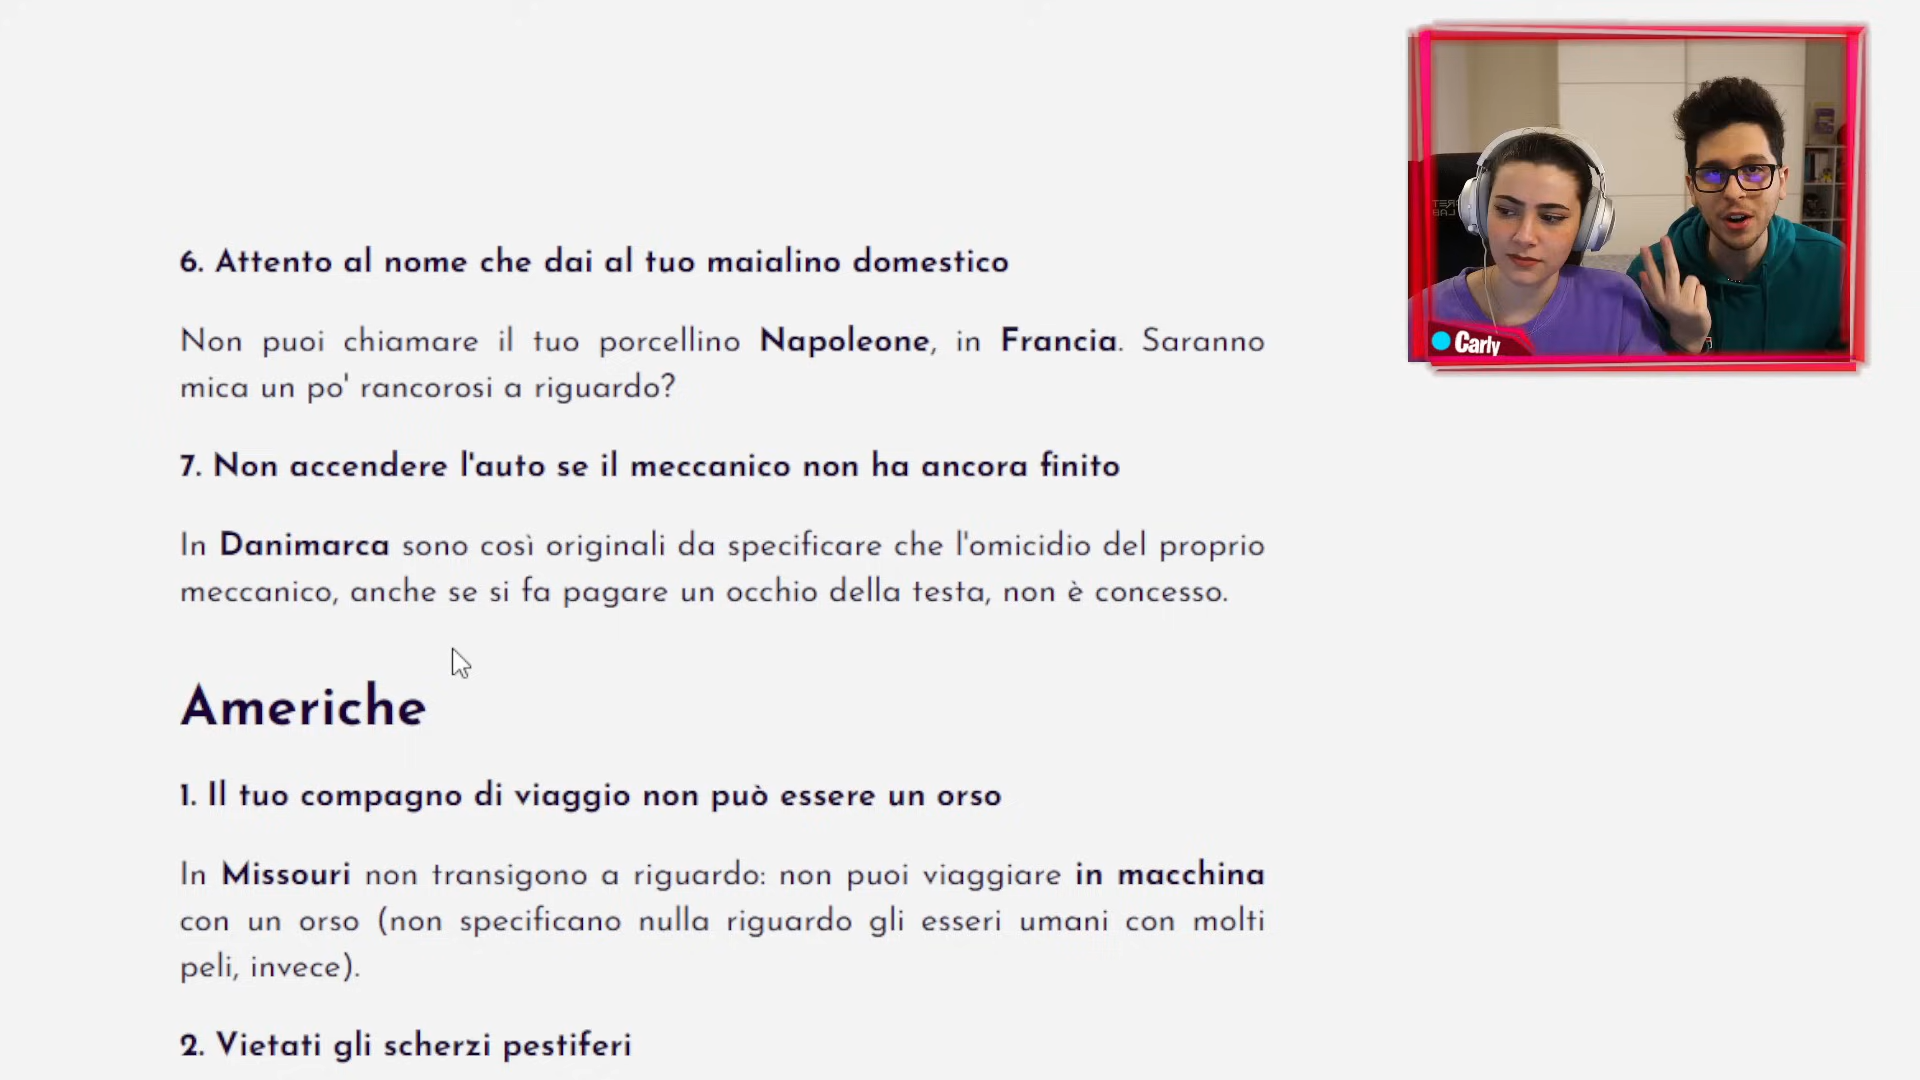 6. Attento al nome che dai al tuo maialino domestico
Non puoi chiamare il tuo porcellino Napoleone, in Francia. Saranno
mica un po' rancorosi a riguardo?
7. Non accendere l'auto se il meccanico non ha ancora finito
In Danimarca sono così originali da specificare che l'omicidio del proprio
meccanico, anche se si fa pagare un occhio della testa, non è concesso.
Americhe
1. Il tuo compagno di viaggio non può essere un orso
In Missouri non transigono a riguardo: non puoi viaggiare in macchina
con un orso (non specificano nulla riguardo gli esseri umani con molti
peli, invece).
2. Vietati gli scherzi pestiferi
Carly